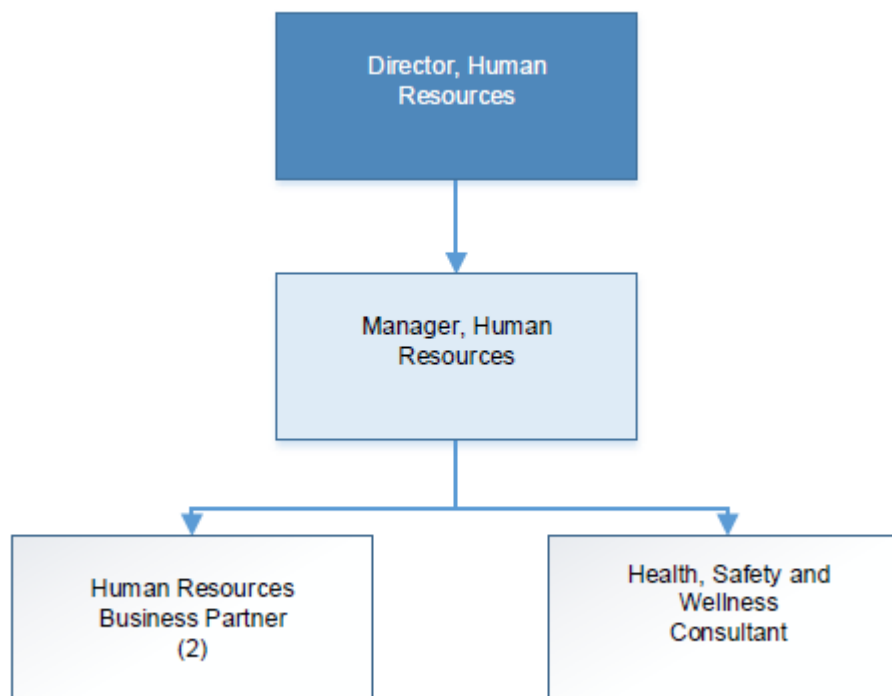 Director, Human
Resources
Manager, Human
Resources
Human Resources
Business Partner
(2)
Health, Safety and
Wellness
Consultant